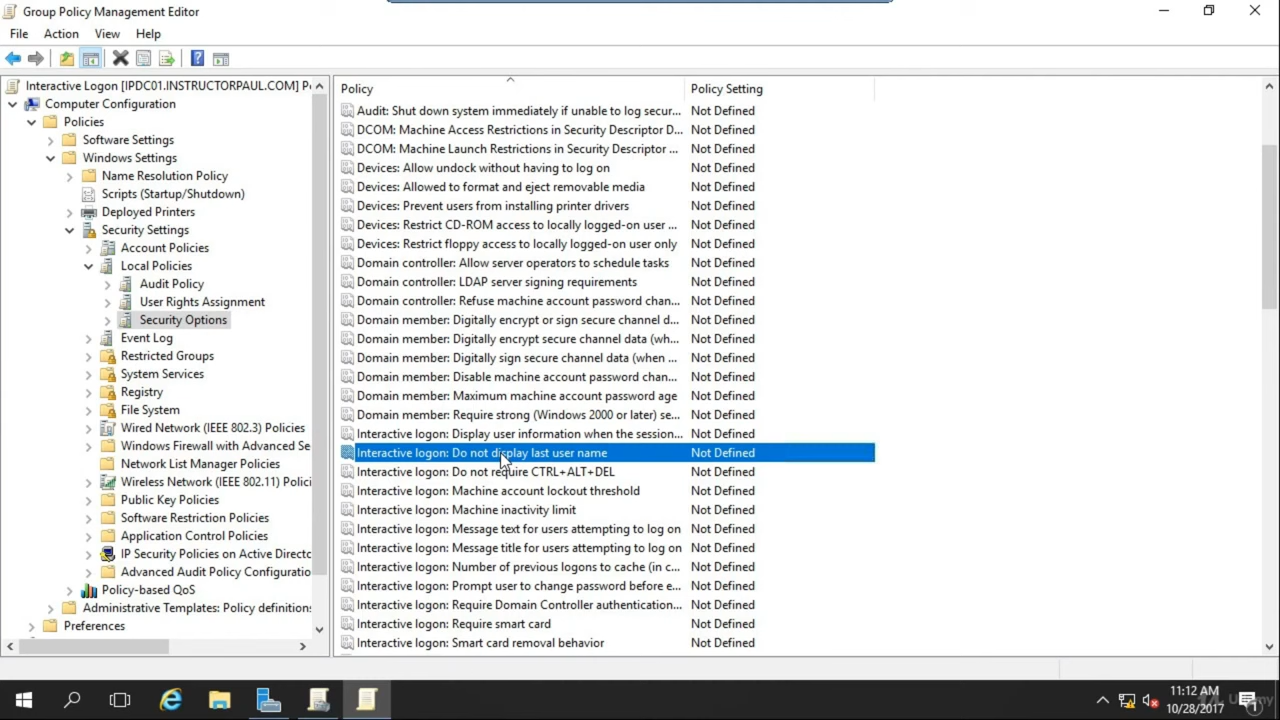 Group Policy Management Editor
File Action View Help
Interactive Logon [IPDC01.INSTRUCTORPAUL.COM] P
Computer Configuration
Policies
Software Settings
Windows Settings
Name Resolution Policy
Scripts (Startup/Shutdown)
Deployed Printers
Security Settings
Account Policies
Local Policies
Audit Policy
User Rights Assignment
Security Options
Event Log
Restricted Groups
System Services
Registry
File System
Wired Network (IEEE 802.3) Policies
Windows Firewall with Advanced Se
Network List Manager Policies
Wireless Network (IEEE 802.11) Polici
Public Key Policies
Software Restriction Policies
Application Control Policies
IP Security Policies on Active Direct
Advanced Audit Policy Configuratio
Policy-based QoS
Administrative Templates: Policy definitions
Preferences
Policy Policy Setting
Audit: Shut down system immediately if unable to log secur... Not Defined
DCOM: Machine Access Restrictions in Security Descriptor D... Not Defined
DCOM: Machine Launch Restrictions in Security Descriptor ... Not Defined
Devices: Allow undock without having to log on Not Defined
Devices: Allowed to format and eject removable media Not Defined
Devices: Prevent users from installing printer drivers Not Defined
Devices: Restrict CD-ROM access to locally logged-on user ... Not Defined
Devices: Restrict floppy access to locally logged-on user only Not Defined
Domain controller: Allow server operators to schedule tasks Not Defined
Domain controller: LDAP server signing requirements Not Defined
Domain controller: Refuse machine account password chan... Not Defined
Domain member: Digitally encrypt or sign secure channel d... Not Defined
Domain member: Digitally encrypt secure channel data (wh... Not Defined
Domain member: Digitally sign secure channel data (when ... Not Defined
Domain member: Disable machine account password chan... Not Defined
Domain member: Maximum machine account password age Not Defined
Domain member: Require strong (Windows 2000 or later) se... Not Defined
Interactive logon: Display user information when the session... Not Defined
Interactive logon: Do not display last user name Not Defined
Interactive logon: Do not require CTRL+ALT+DEL Not Defined
Interactive logon: Machine account lockout threshold Not Defined
Interactive logon: Machine inactivity limit Not Defined
Interactive logon: Message text for users attempting to log on Not Defined
Interactive logon: Message title for users attempting to log on Not Defined
Interactive logon: Number of previous logons to cache (in c... Not Defined
Interactive logon: Prompt user to change password before e... Not Defined
Interactive logon: Require Domain Controller authentication... Not Defined
Interactive logon: Require smart card Not Defined
Interactive logon: Smart card removal behavior Not Defined
11:12 AM
10/28/2017
Udemy
1